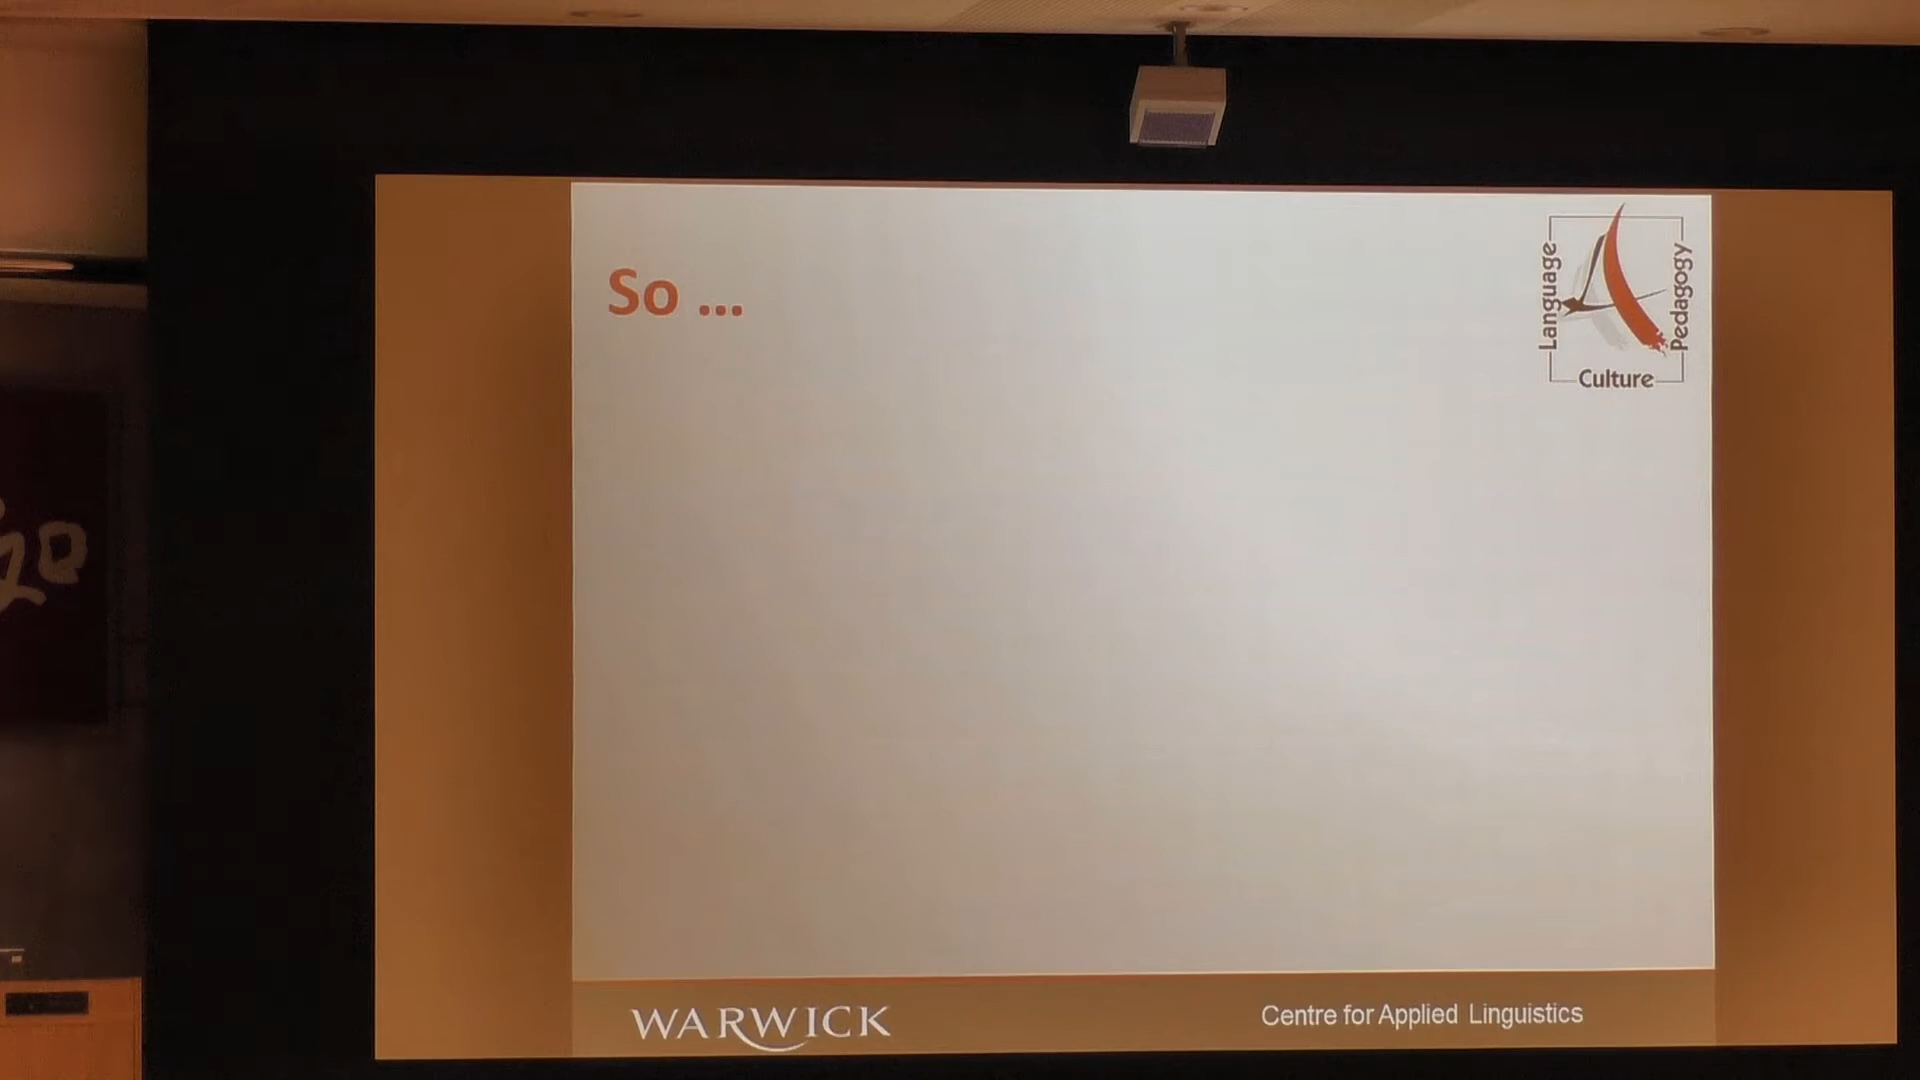 So ...
Language
Pedagogy
Culture
WARWICK
Centre for Applied Linguistics